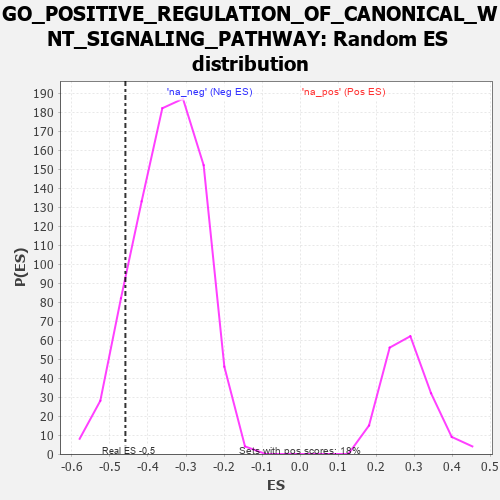 GO_POSITIVE_REGULATION_OF_CANONICAL_W
NT_SIGNALING_PATHWAY: Random ES
distribution
'na_neg' (Neg ES) 'na_pos' (Pos ES)
190
180
170
160
150
140
130
120
110
100
90
80
70
60
50
40
30
20
10
0
P(ES)
Real ES -0.5 Sets with pos scores: 18%
-0.6 -0.5 -0.4 -0.3 -0.2 -0.1 0.0 0.1 0.2 0.3 0.4 0.5
ES